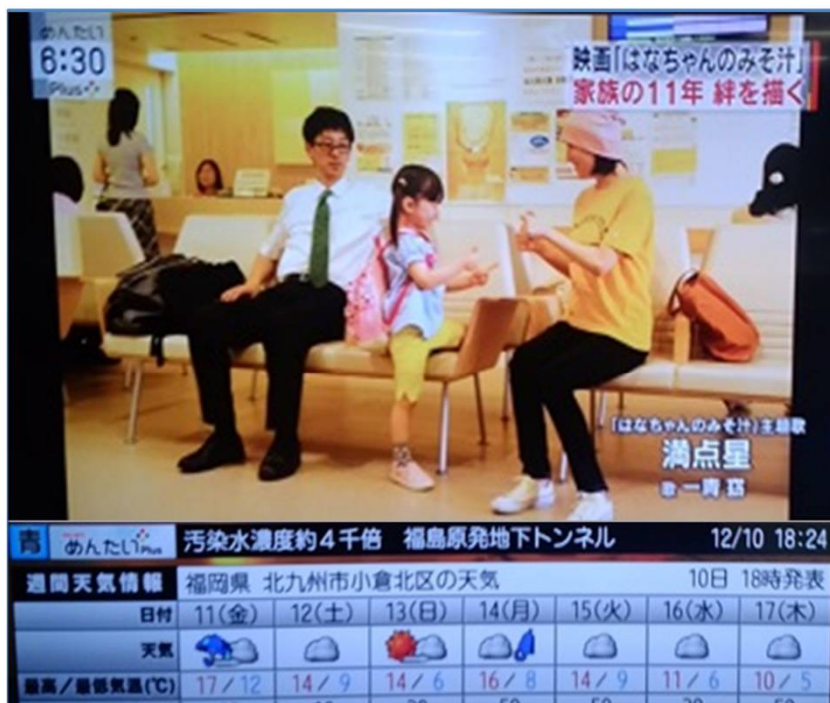 めんたい
6:30
Plus
映画「はなちゃんのみそ汁」
家族の11年 絆を描く
「はなちゃんのみそ汁」主題歌
満点星
歌 一青 窈
青 めんたいPlus 汚染水濃度約4千倍 福島原発地下トンネル 12/10 18:24
週間天気情報 福岡県 北九州市小倉北区の天気 10日 18時発表
日付 11(金) 12(土) 13(日) 14(月) 15(火) 16(水) 17(木)
天気
最高/最低気温(℃) 17/12 14/9 14/6 16/8 14/9 11/6 10/5